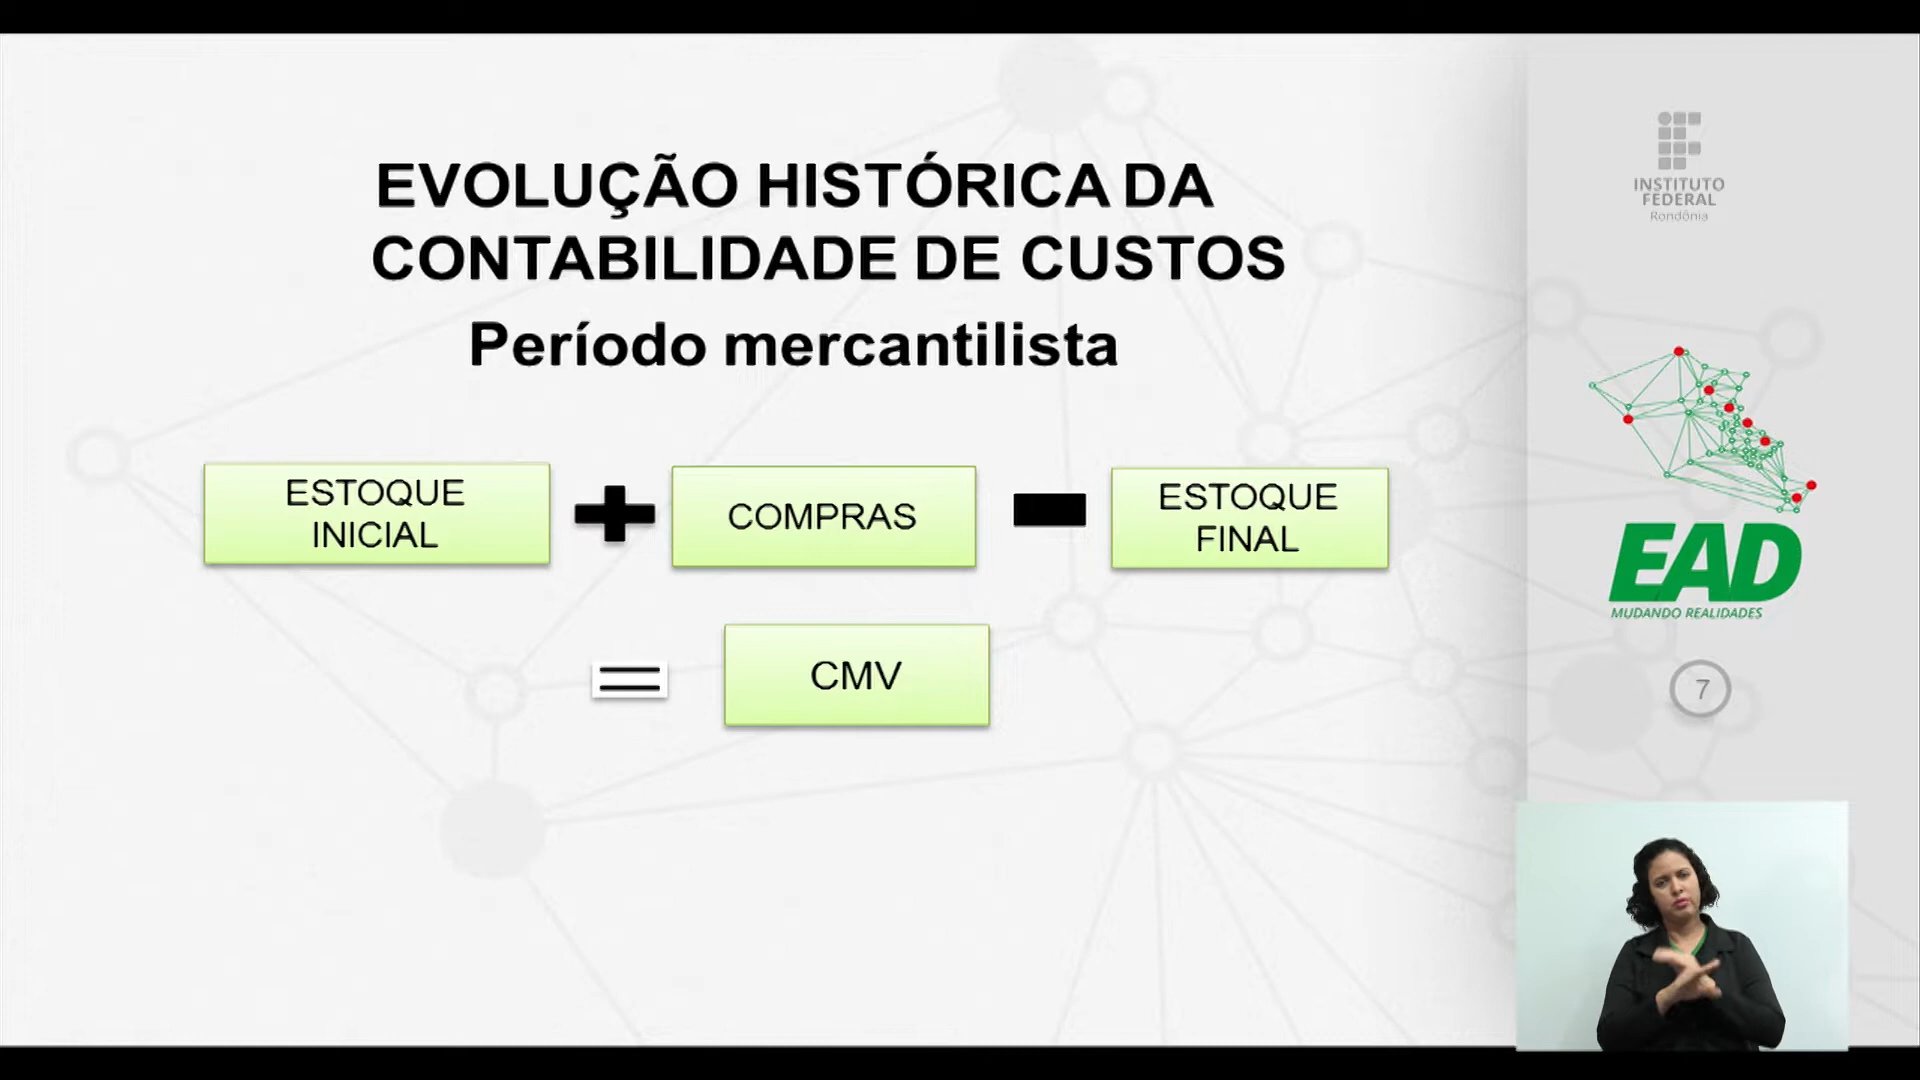 EVOLUÇÃO HISTÓRICA DA
CONTABILIDADE DE CUSTOS
Período mercantilista
ESTOQUE
INICIAL
COMPRAS
ESTOQUE
FINAL
CMV
INSTITUTO
FEDERAL
Rondônia
EAD
MUDANDO REALIDADES
7